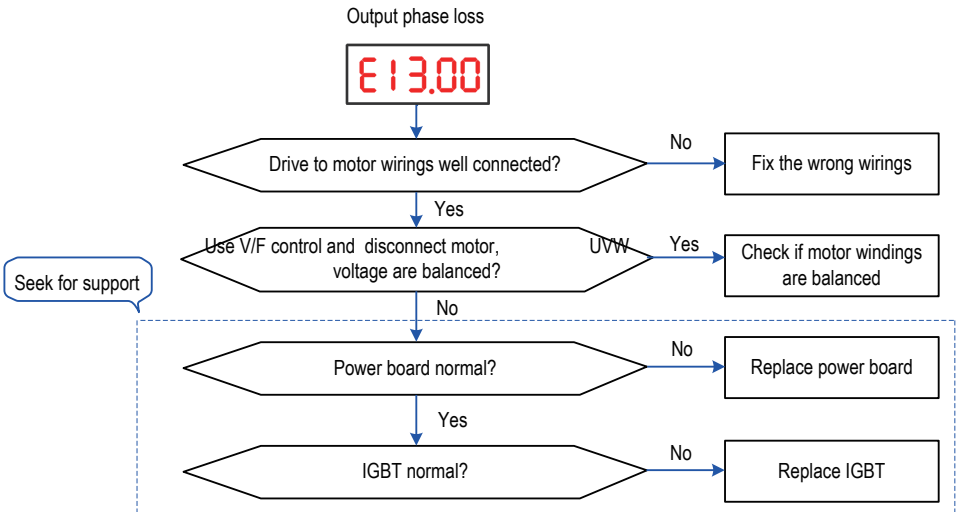 Output phase loss
E13.00
Drive to motor wirings well connected?
No
Fix the wrong wirings
Yes
Use V/F control and disconnect motor, UVW
voltage are balanced?
Yes
Check if motor windings
are balanced
Seek for support
No
Power board normal?
No
Replace power board
Yes
IGBT normal?
No
Replace IGBT